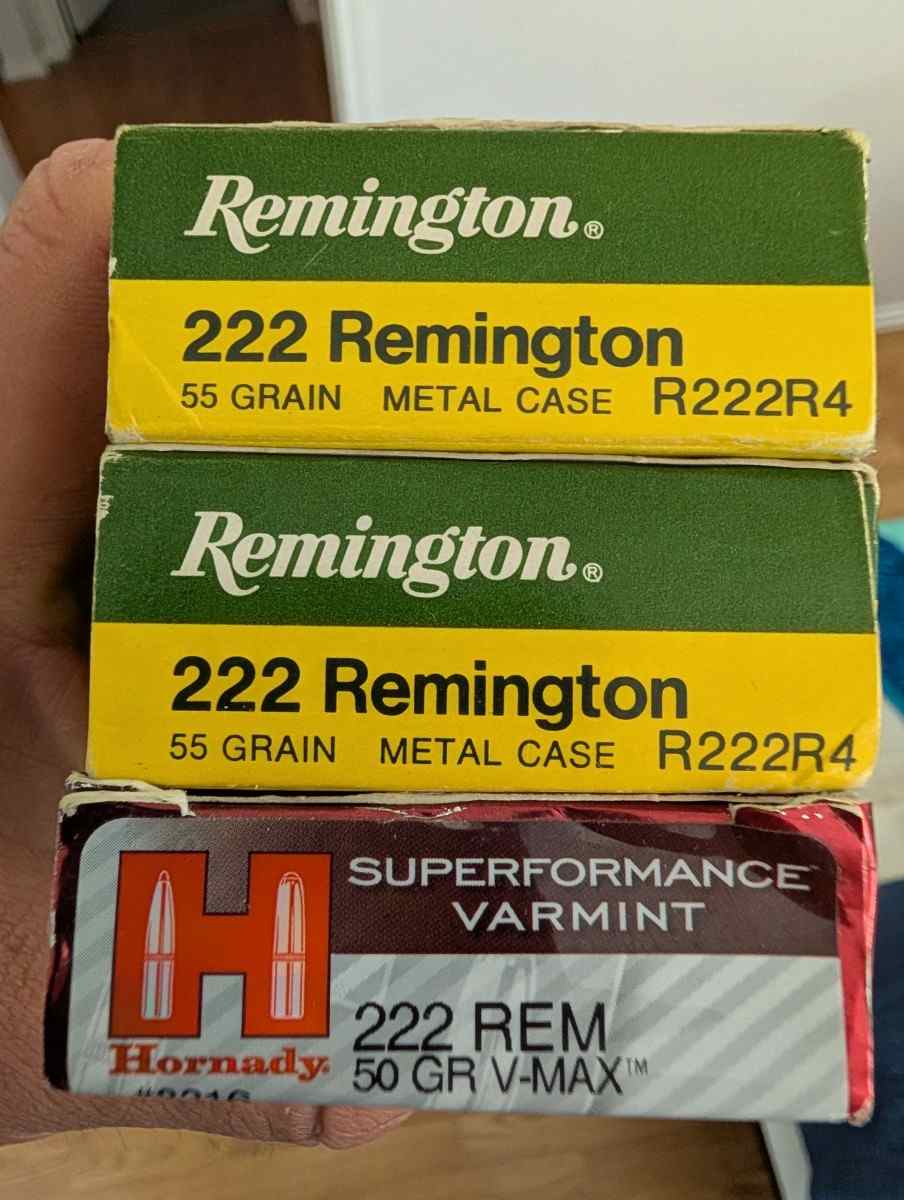 Remington®
222 Remington
55 GRAIN METAL CASE R222R4
Remington®
222 Remington
55 GRAIN METAL CASE R222R4
SUPERFORMANCE™
VARMINT
H
Hornady®
222 REM
50 GR V-MAX™